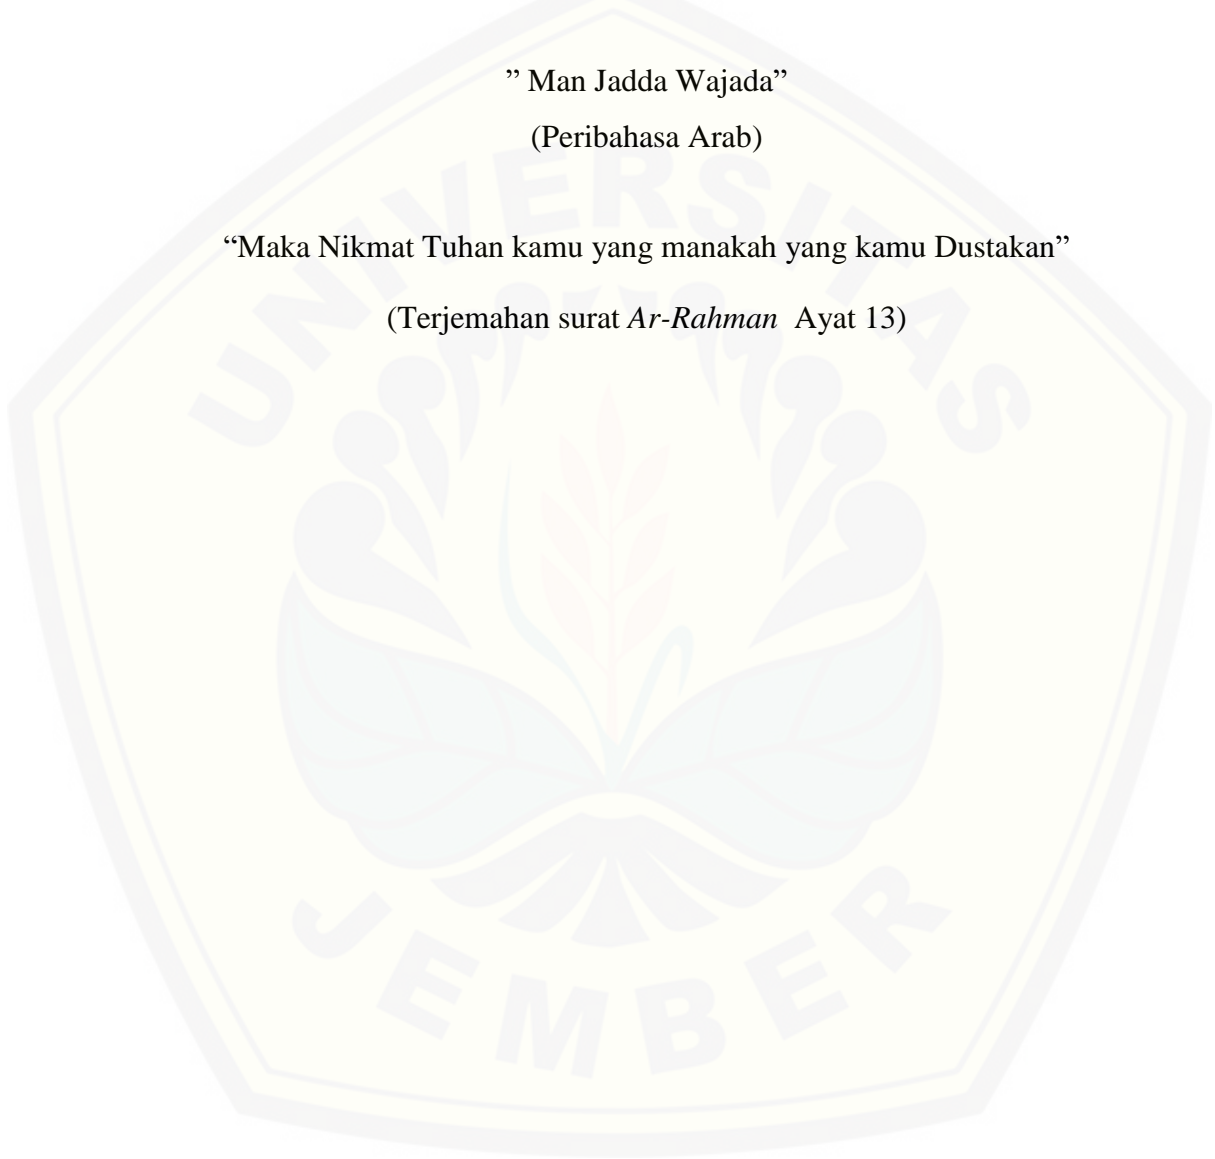 ” Man Jadda Wajada”
(Peribahasa Arab)
“Maka Nikmat Tuhan kamu yang manakah yang kamu Dustakan”
(Terjemahan surat Ar-Rahman Ayat 13)
UNIVERSITAS
JEMBER